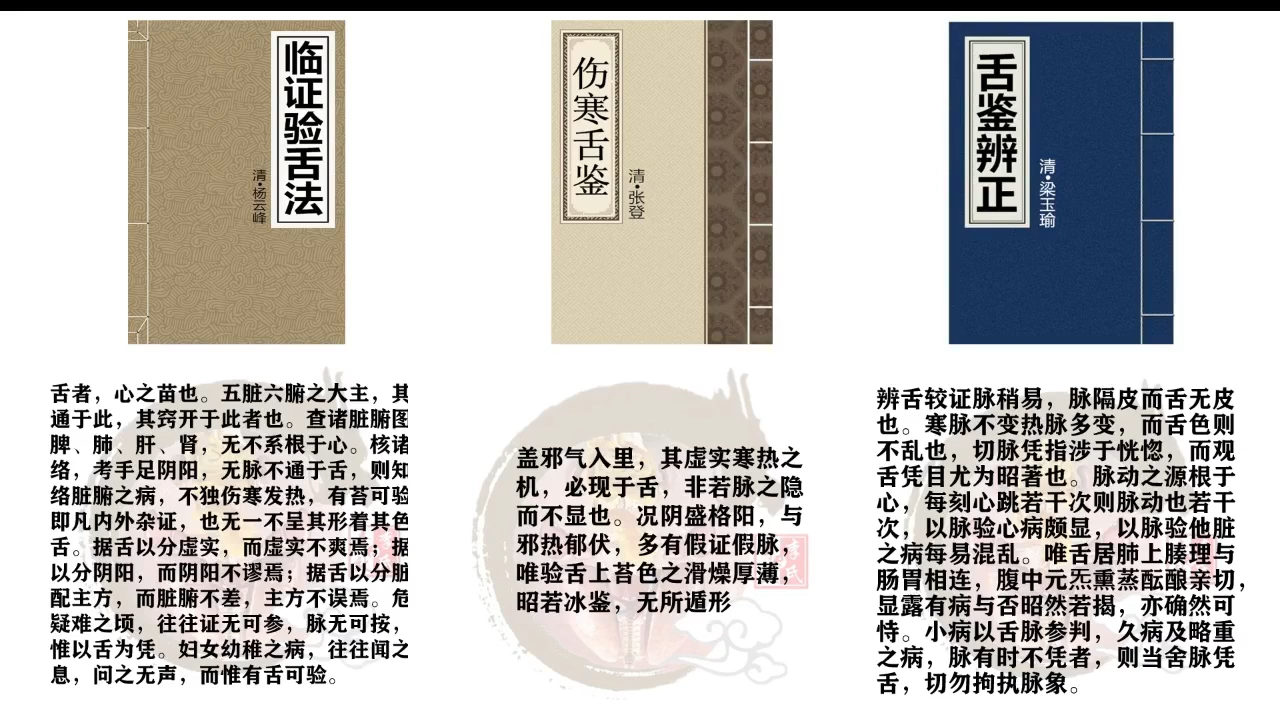 临证验舌法
清·杨云峰
伤寒舌鉴
清·张登
舌鉴辨正
清·梁玉瑜
舌者，心之苗也。五脏六腑之大主，其
通于此，其窍开于此者也。查诸脏腑图
脾、肺、肝、肾，无不系根于心。核诸
络，考手足阴阳，无脉不通于舌，则知
络脏腑之病，不独伤寒发热，有苔可验
即凡内外杂证，也无一不呈其形着其色
舌。据舌以分虚实，而虚实不爽焉；据
以分阴阳，而阴阳不谬焉；据舌以分脏
配主方，而脏腑不差，主方不误焉。危
疑难之顷，往往证无可参，脉无可按，
惟以舌为凭。妇女幼稚之病，往往闻之
息，问之无声，而惟有舌可验。
盖邪气入里，其虚实寒热之
机，必现于舌，非若脉之隐
而不显也。况阴盛格阳，与
邪热郁伏，多有假证假脉，
唯验舌上苔色之滑燥厚薄，
昭若冰鉴，无所遁形
辨舌较证脉稍易，脉隔皮而舌无皮
也。寒脉不变热脉多变，而舌色则
不乱也，切脉凭指涉于恍惚，而观
舌凭目尤为昭著也。脉动之源根于
心，每刻心跳若干次则脉动也若干
次，以脉验心病颇显，以脉验他脏
之病每易混乱。唯舌居肺上腠理与
肠胃相连，腹中元炁熏蒸酝酿亲切，
显露有病与否昭然若揭，亦确然可
恃。小病以舌脉参判，久病及略重
之病，脉有时不凭者，则当舍脉凭
舌，切勿拘执脉象。